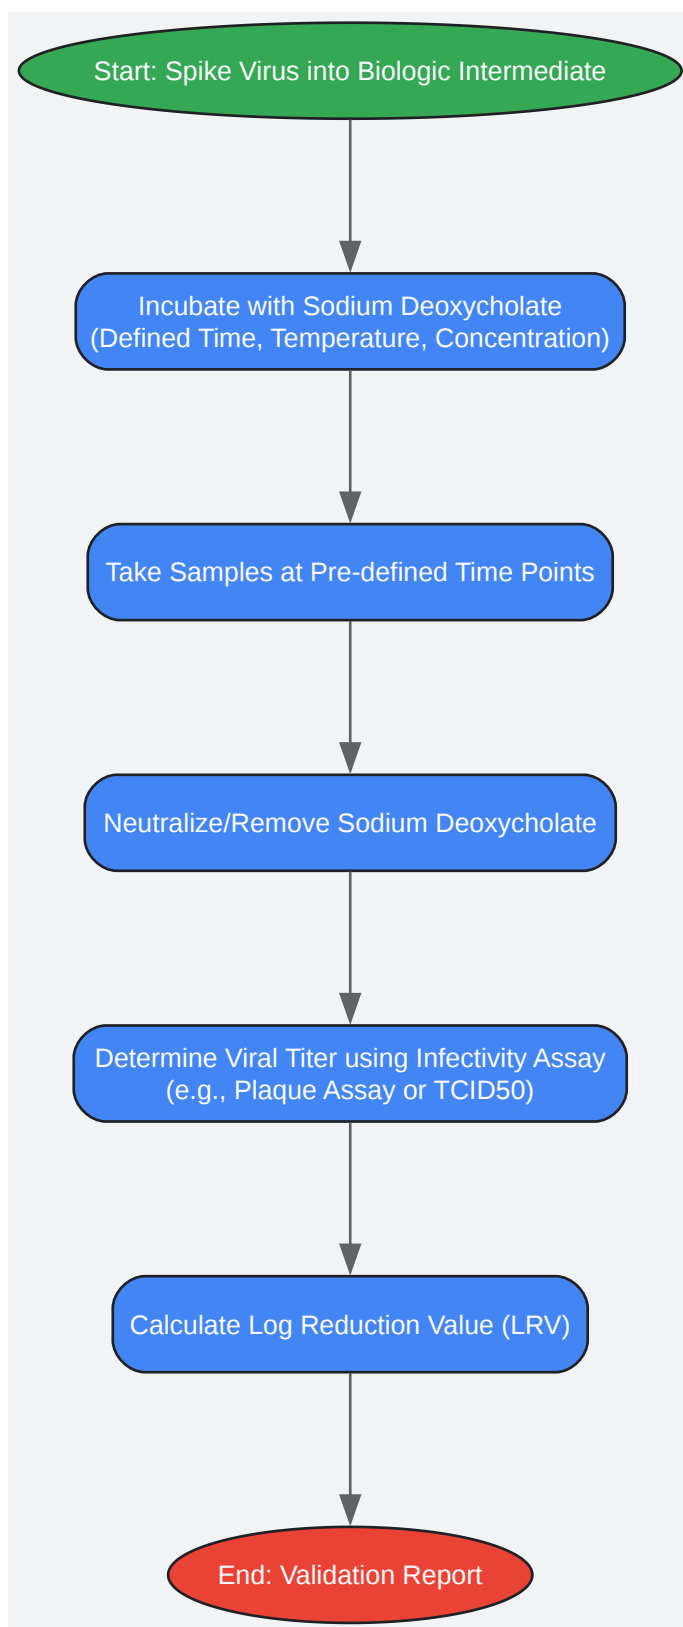 Start: Spike Virus into Biologic Intermediate
Incubate with Sodium Deoxycholate
(Defined Time, Temperature, Concentration)
Take Samples at Pre-defined Time Points
Neutralize/Remove Sodium Deoxycholate
Determine Viral Titer using Infectivity Assay
(e.g., Plaque Assay or TCID50)
Calculate Log Reduction Value (LRV)
End: Validation Report